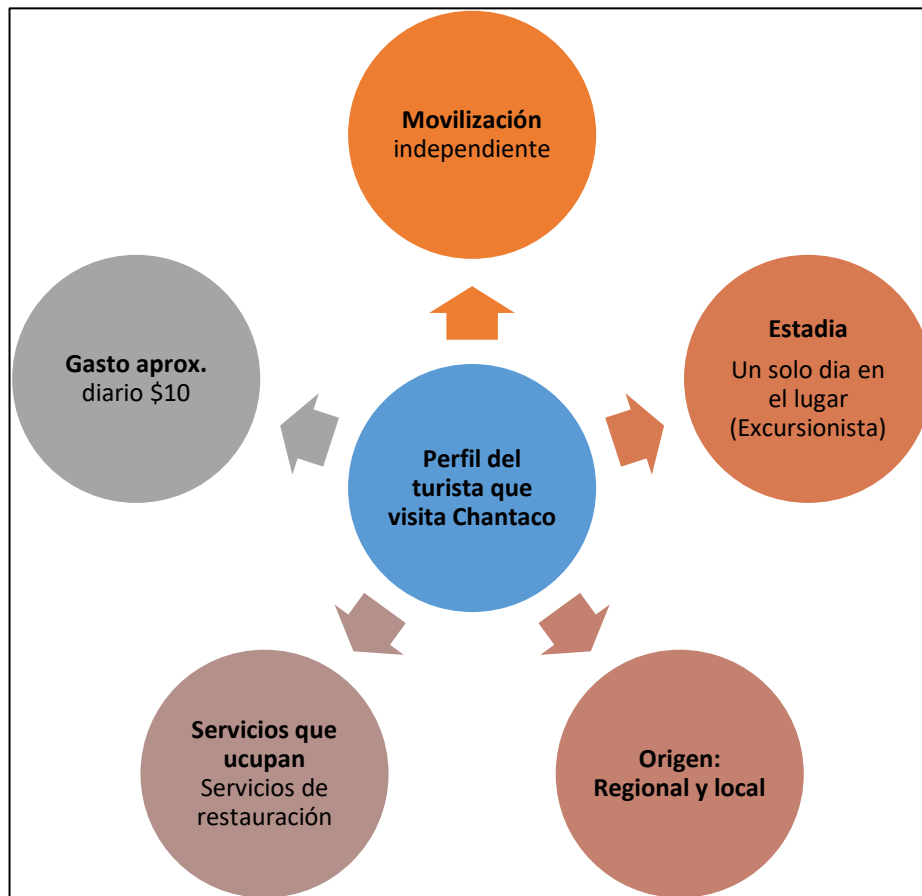 Movilización
independiente
Gasto aprox.
diario $10
Estadia
Un solo dia en
el lugar
(Excursionista)
Perfil del
turista que
visita Chantaco
Servicios que
ucupan
Servicios de
restauración
Origen:
Regional y local